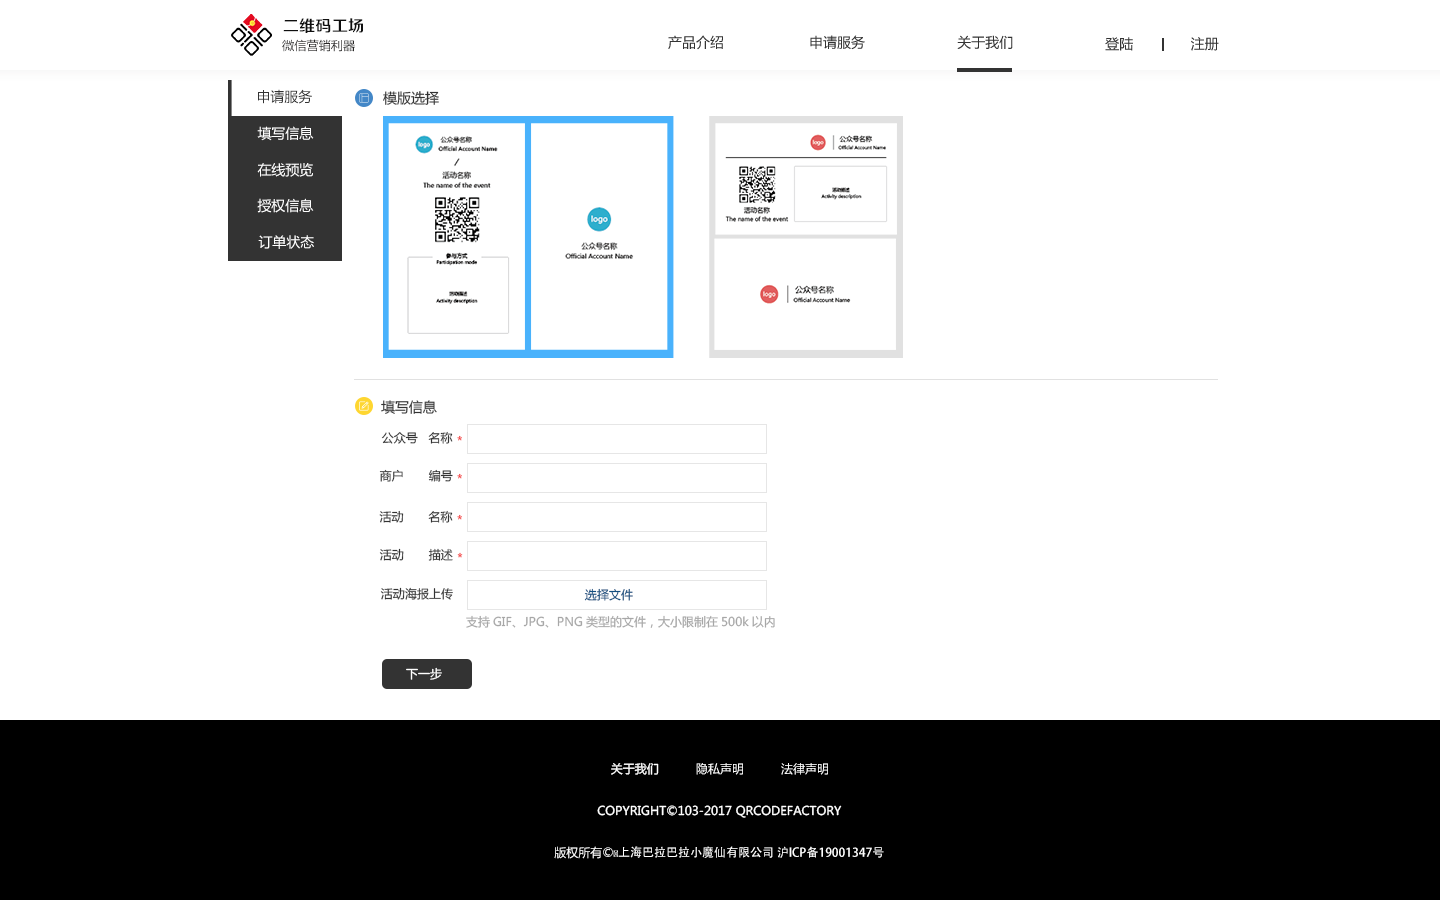 二维码工场
微信营销利器
产品介绍
申请服务
关于我们
登陆
注册
申请服务
填写信息
在线预览
授权信息
订单状态
模版选择
logo
公众号名称
Official Account Name
/
活动名称
The name of the event
参与方式
Participation mode
活动描述
Activity description
logo
公众号名称
Official Account Name
logo
公众号名称
Official Account Name
活动名称
The name of the event
活动描述
Activity description
logo
公众号名称
Official Account Name
填写信息
公众号 名称 *
商户 编号 *
活动 名称 *
活动 描述 *
活动海报上传
选择文件
支持 GIF、JPG、PNG 类型的文件，大小限制在 500k 以内
下一步
关于我们 隐私声明 法律声明
COPYRIGHT©103-2017 QRCODEFACTORY
版权所有©上海巴拉巴拉小魔仙有限公司 沪ICP备19001347号